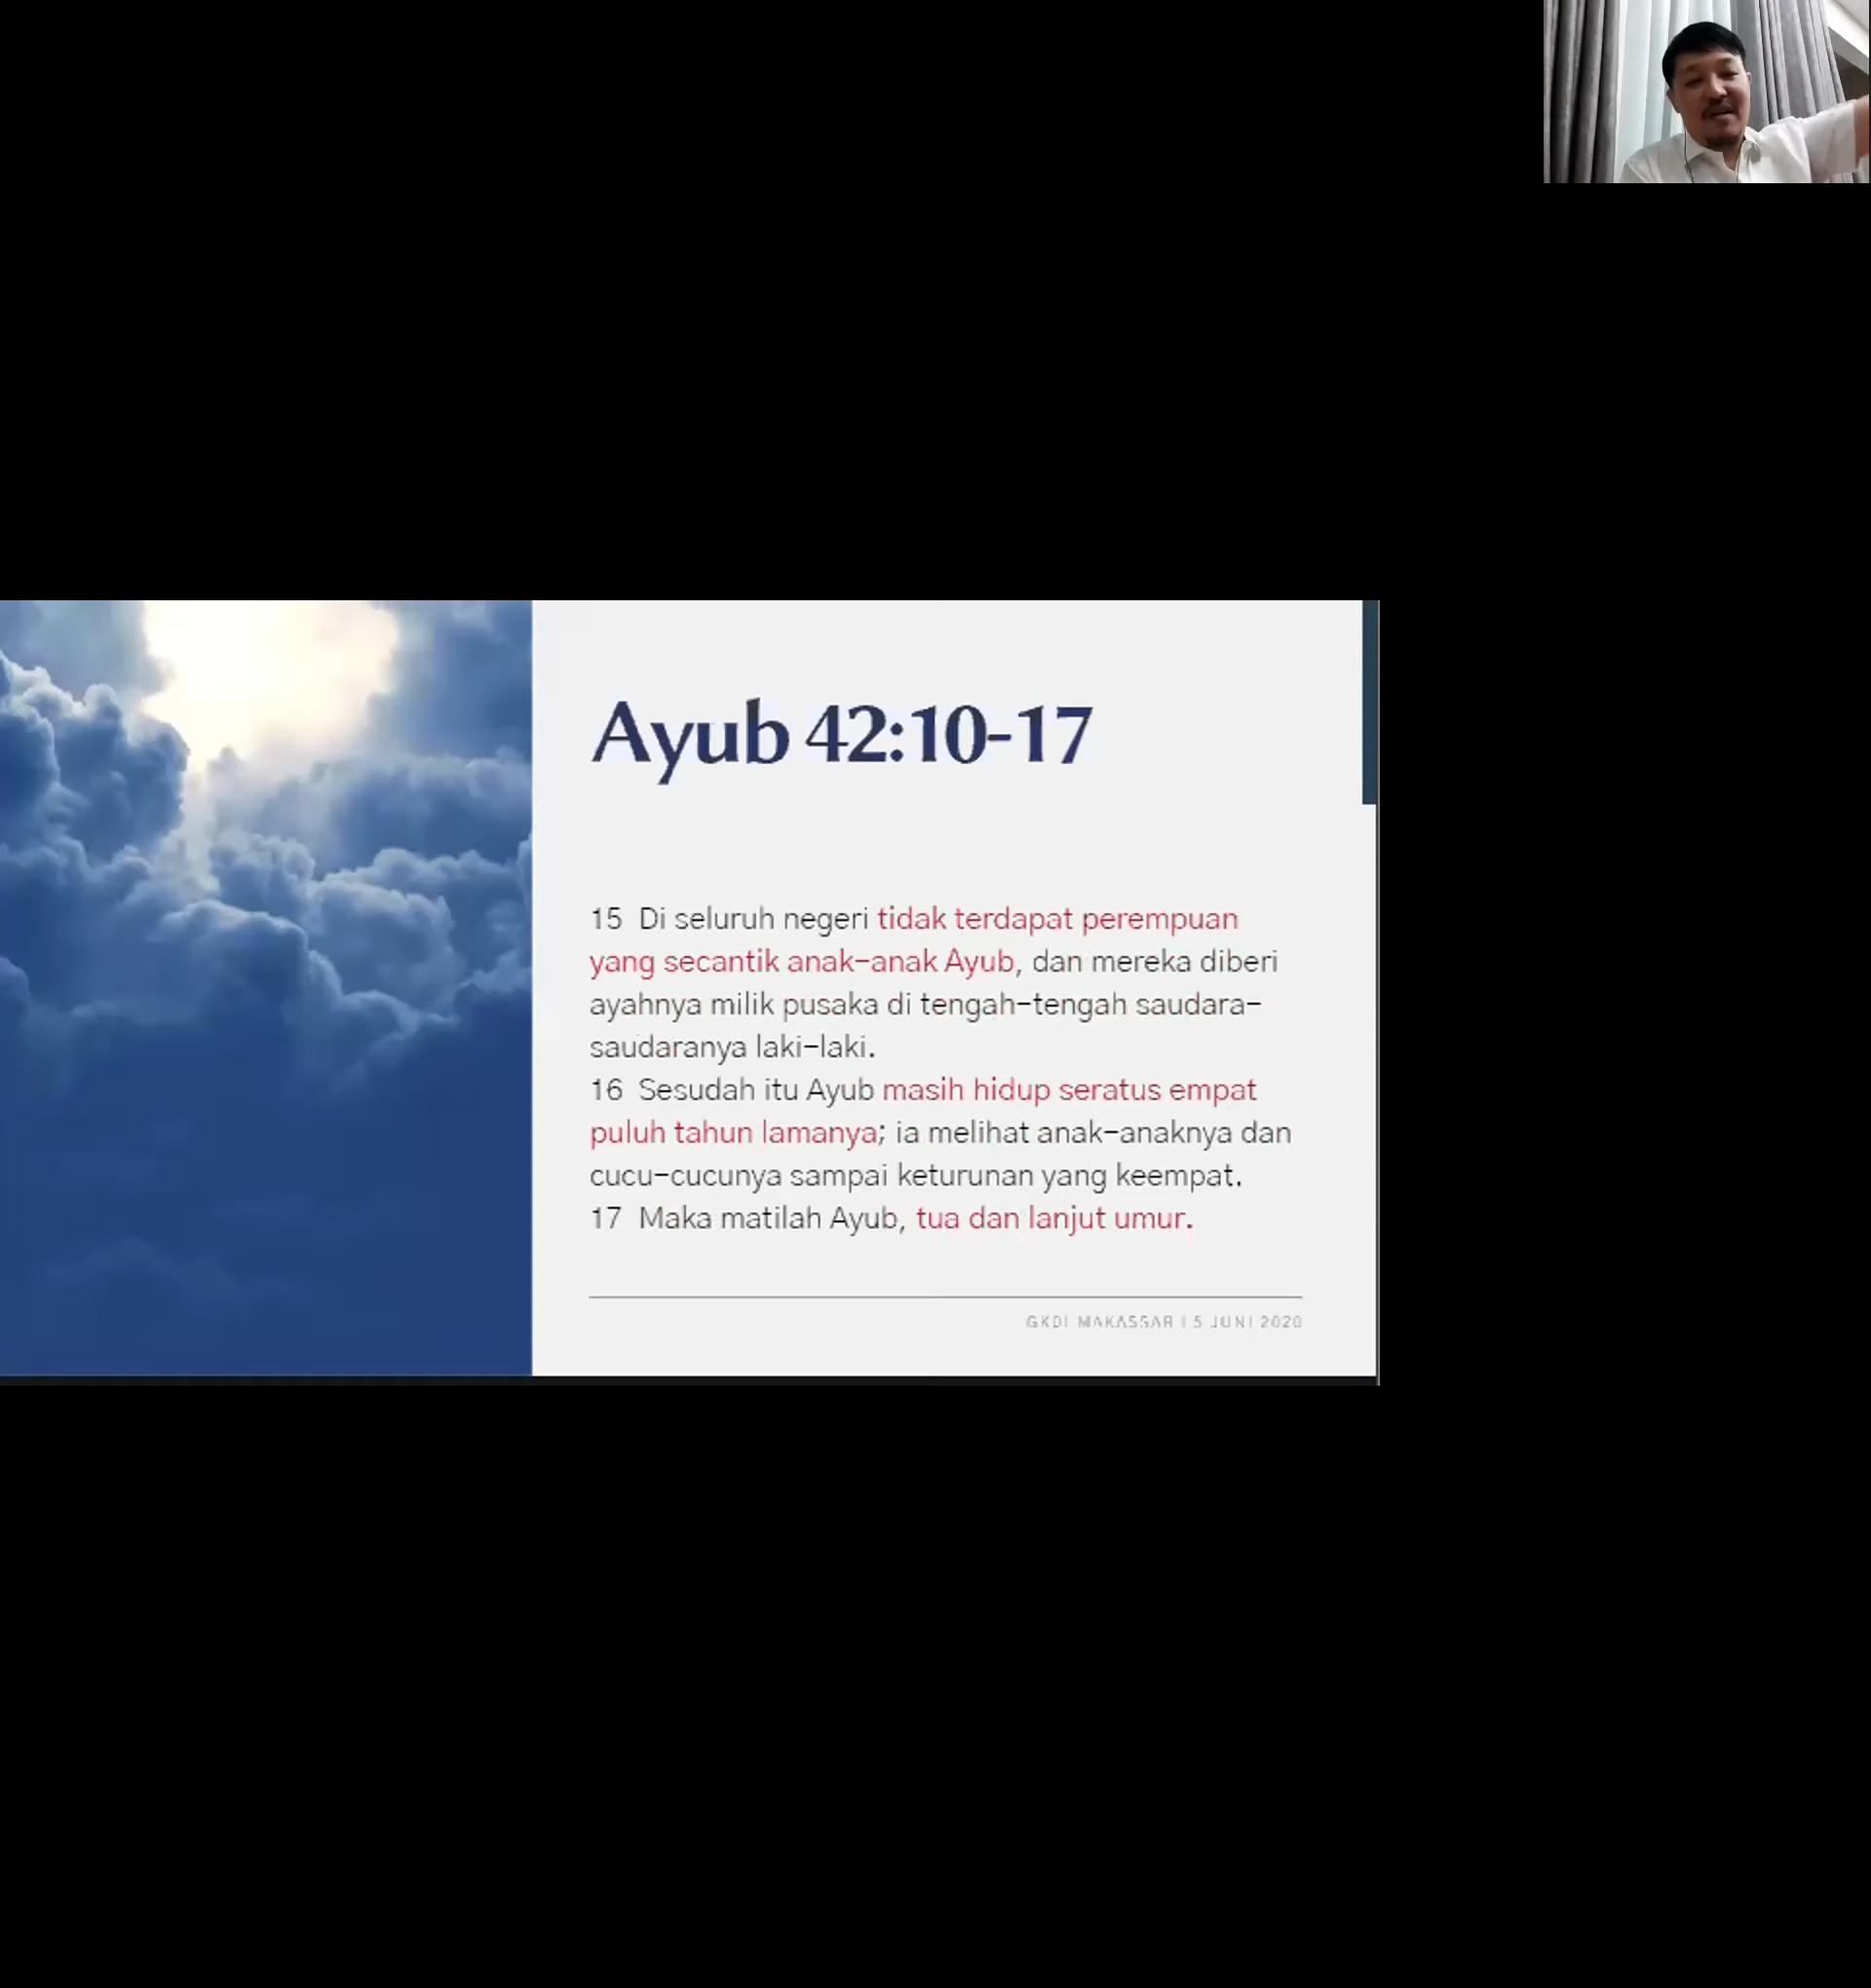 Ayub 42:10-17
15 Di seluruh negeri tidak terdapat perempuan
yang secantik anak-anak Ayub, dan mereka diberi
ayahnya milik pusaka di tengah-tengah saudara-
saudaranya laki-laki.
16 Sesudah itu Ayub masih hidup seratus empat
puluh tahun lamanya; ia melihat anak-anaknya dan
cucu-cucunya sampai keturunan yang keempat.
17 Maka matilah Ayub, tua dan lanjut umur.
GKDI MAKASSAR | 5 JUNI 2020